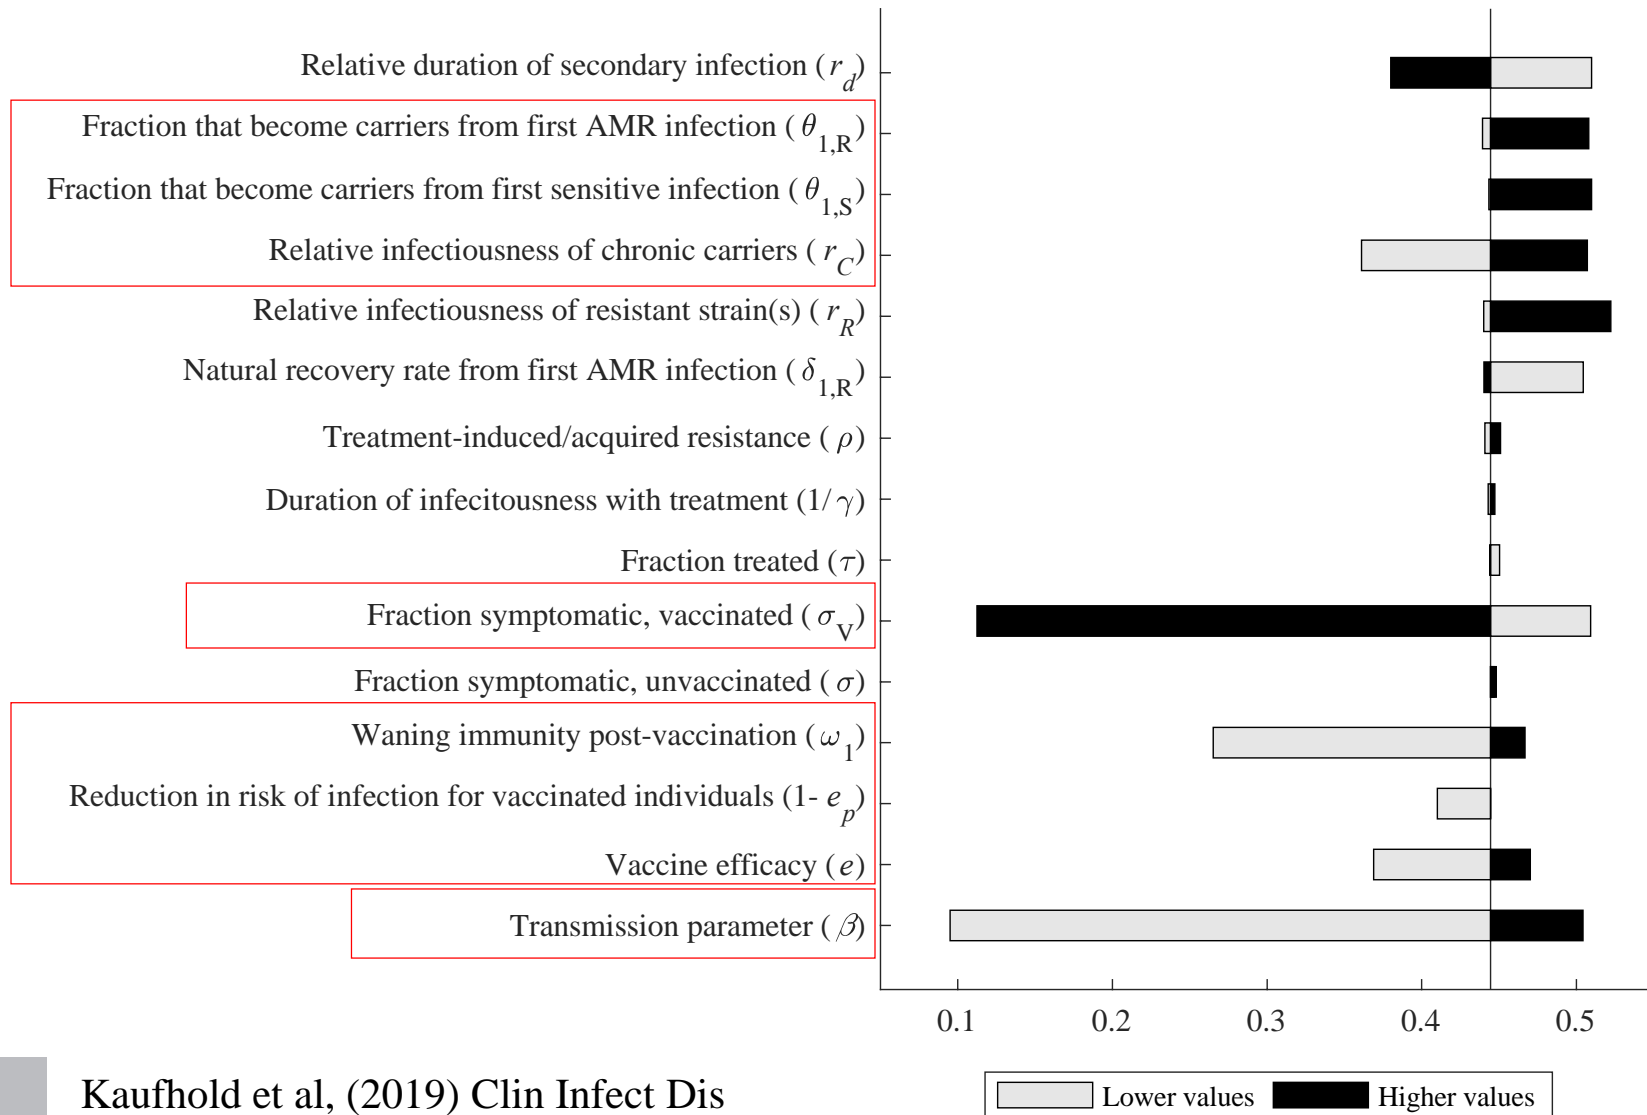 Relative duration of secondary infection (r_d)
Fraction that become carriers from first AMR infection (θ_1,R)
Fraction that become carriers from first sensitive infection (θ_1,S)
Relative infectiousness of chronic carriers (r_C)
Relative infectiousness of resistant strain(s) (r_R)
Natural recovery rate from first AMR infection (δ_1,R)
Treatment-induced/acquired resistance (ρ)
Duration of infecitousness with treatment (1/γ)
Fraction treated (τ)
Fraction symptomatic, vaccinated (σ_V)
Fraction symptomatic, unvaccinated (σ)
Waning immunity post-vaccination (ω_1)
Reduction in risk of infection for vaccinated individuals (1- e_p)
Vaccine efficacy (e)
Transmission parameter (β)
0.1 0.2 0.3 0.4 0.5
Kaufhold et al, (2019) Clin Infect Dis
Lower values Higher values